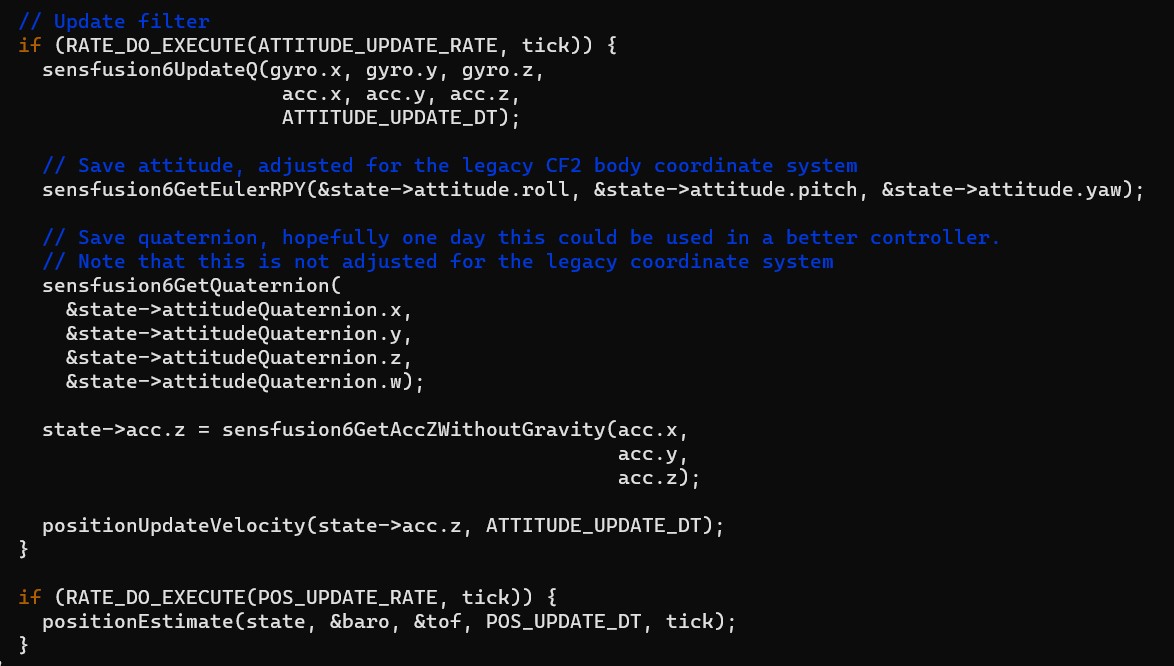 // Update filter
if (RATE_DO_EXECUTE(ATTITUDE_UPDATE_RATE, tick)) {
  sensfusion6UpdateQ(gyro.x, gyro.y, gyro.z,
                     acc.x, acc.y, acc.z,
                     ATTITUDE_UPDATE_DT);

  // Save attitude, adjusted for the legacy CF2 body coordinate system
  sensfusion6GetEulerRPY(&state->attitude.roll, &state->attitude.pitch, &state->attitude.yaw);

  // Save quaternion, hopefully one day this could be used in a better controller.
  // Note that this is not adjusted for the legacy coordinate system
  sensfusion6GetQuaternion(
    &state->attitudeQuaternion.x,
    &state->attitudeQuaternion.y,
    &state->attitudeQuaternion.z,
    &state->attitudeQuaternion.w);

  state->acc.z = sensfusion6GetAccZWithoutGravity(acc.x,
                                                  acc.y,
                                                  acc.z);

  positionUpdateVelocity(state->acc.z, ATTITUDE_UPDATE_DT);
}

if (RATE_DO_EXECUTE(POS_UPDATE_RATE, tick)) {
  positionEstimate(state, &baro, &tof, POS_UPDATE_DT, tick);
}